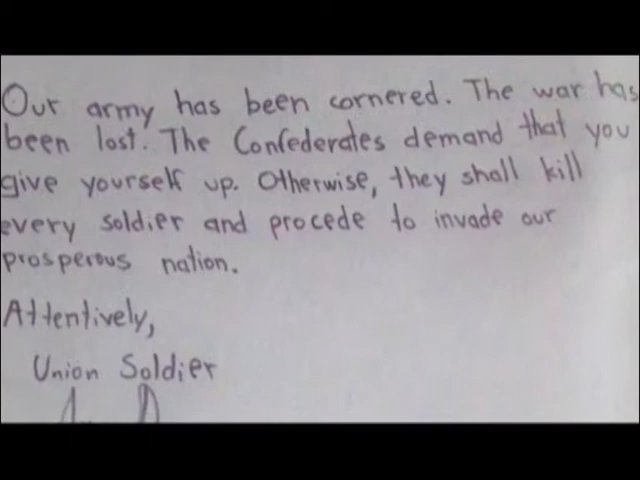 Our army has been cornered. The war has
been lost. The Confederates demand that you
give yourself up. Otherwise, they shall kill
every soldier and procede to invade our
prosperous nation.
Attentively,
Union Soldier